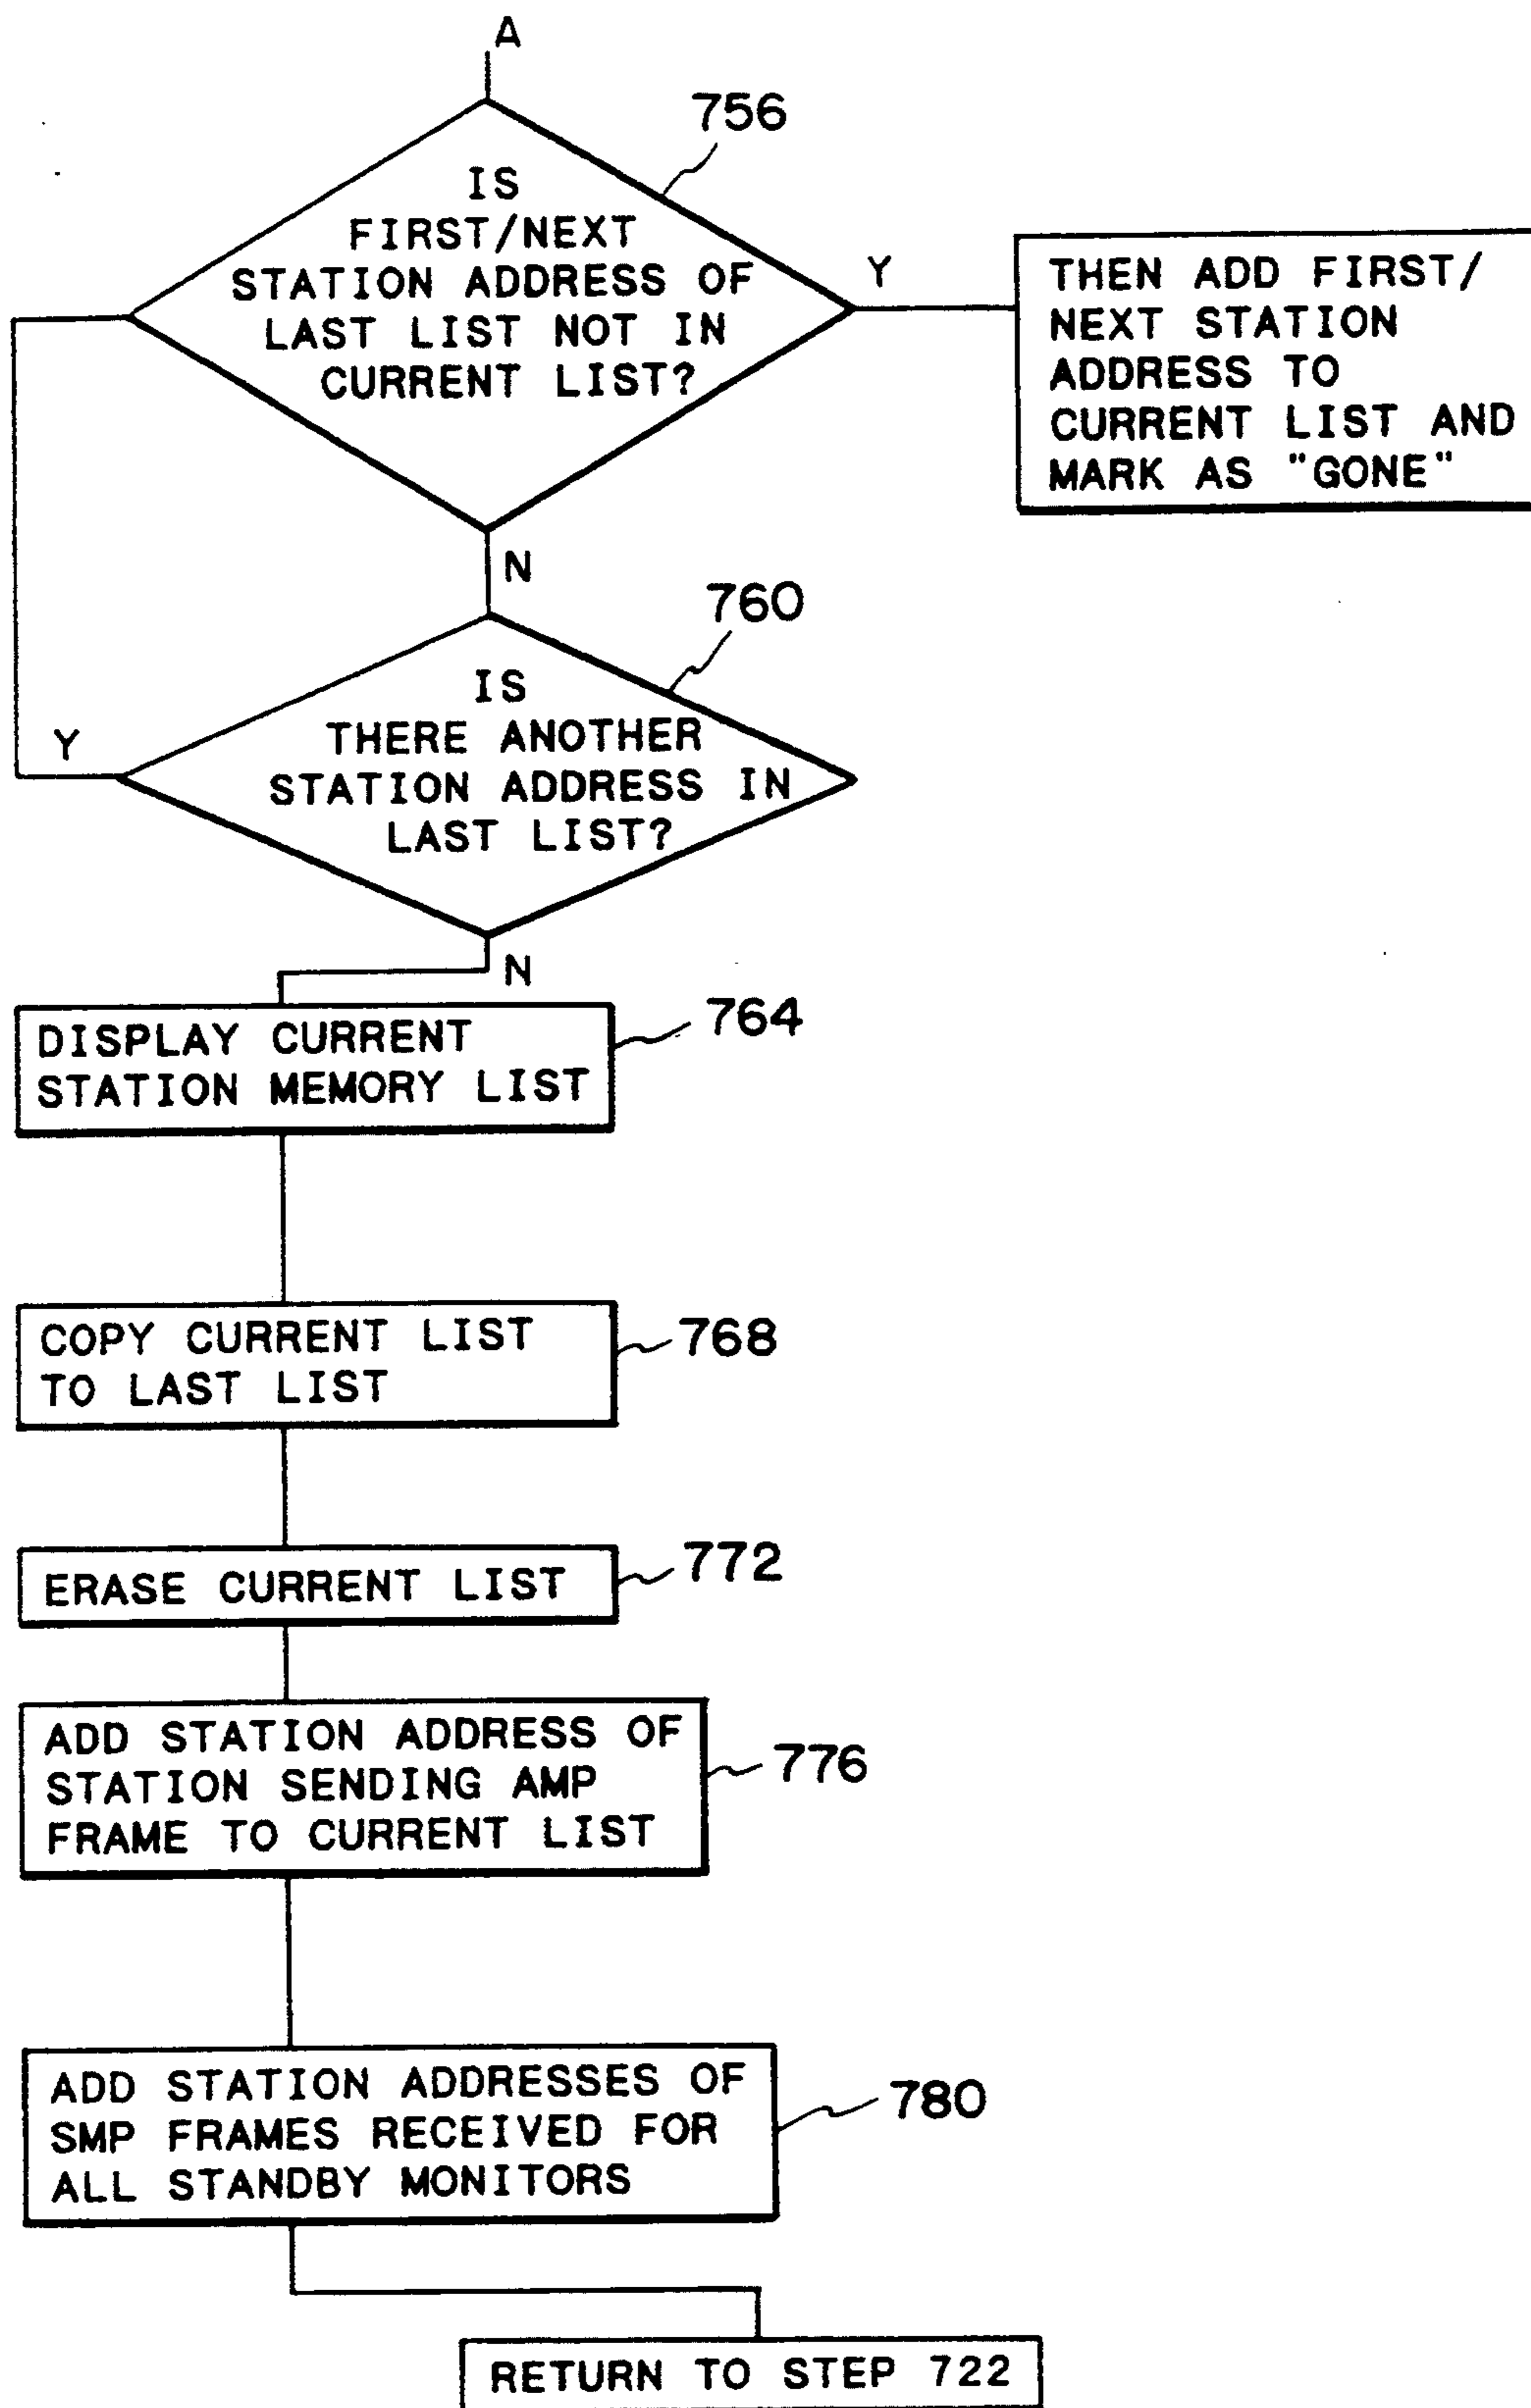 A
756
IS
FIRST/NEXT
STATION ADDRESS OF
LAST LIST NOT IN
CURRENT LIST?
Y
THEN ADD FIRST/
NEXT STATION
ADDRESS TO
CURRENT LIST AND
MARK AS "GONE"
N
760
IS
THERE ANOTHER
STATION ADDRESS IN
LAST LIST?
Y
N
DISPLAY CURRENT
STATION MEMORY LIST
764
COPY CURRENT LIST
TO LAST LIST
768
ERASE CURRENT LIST
772
ADD STATION ADDRESS OF
STATION SENDING AMP
FRAME TO CURRENT LIST
776
ADD STATION ADDRESSES OF
SMP FRAMES RECEIVED FOR
ALL STANDBY MONITORS
780
RETURN TO STEP 722